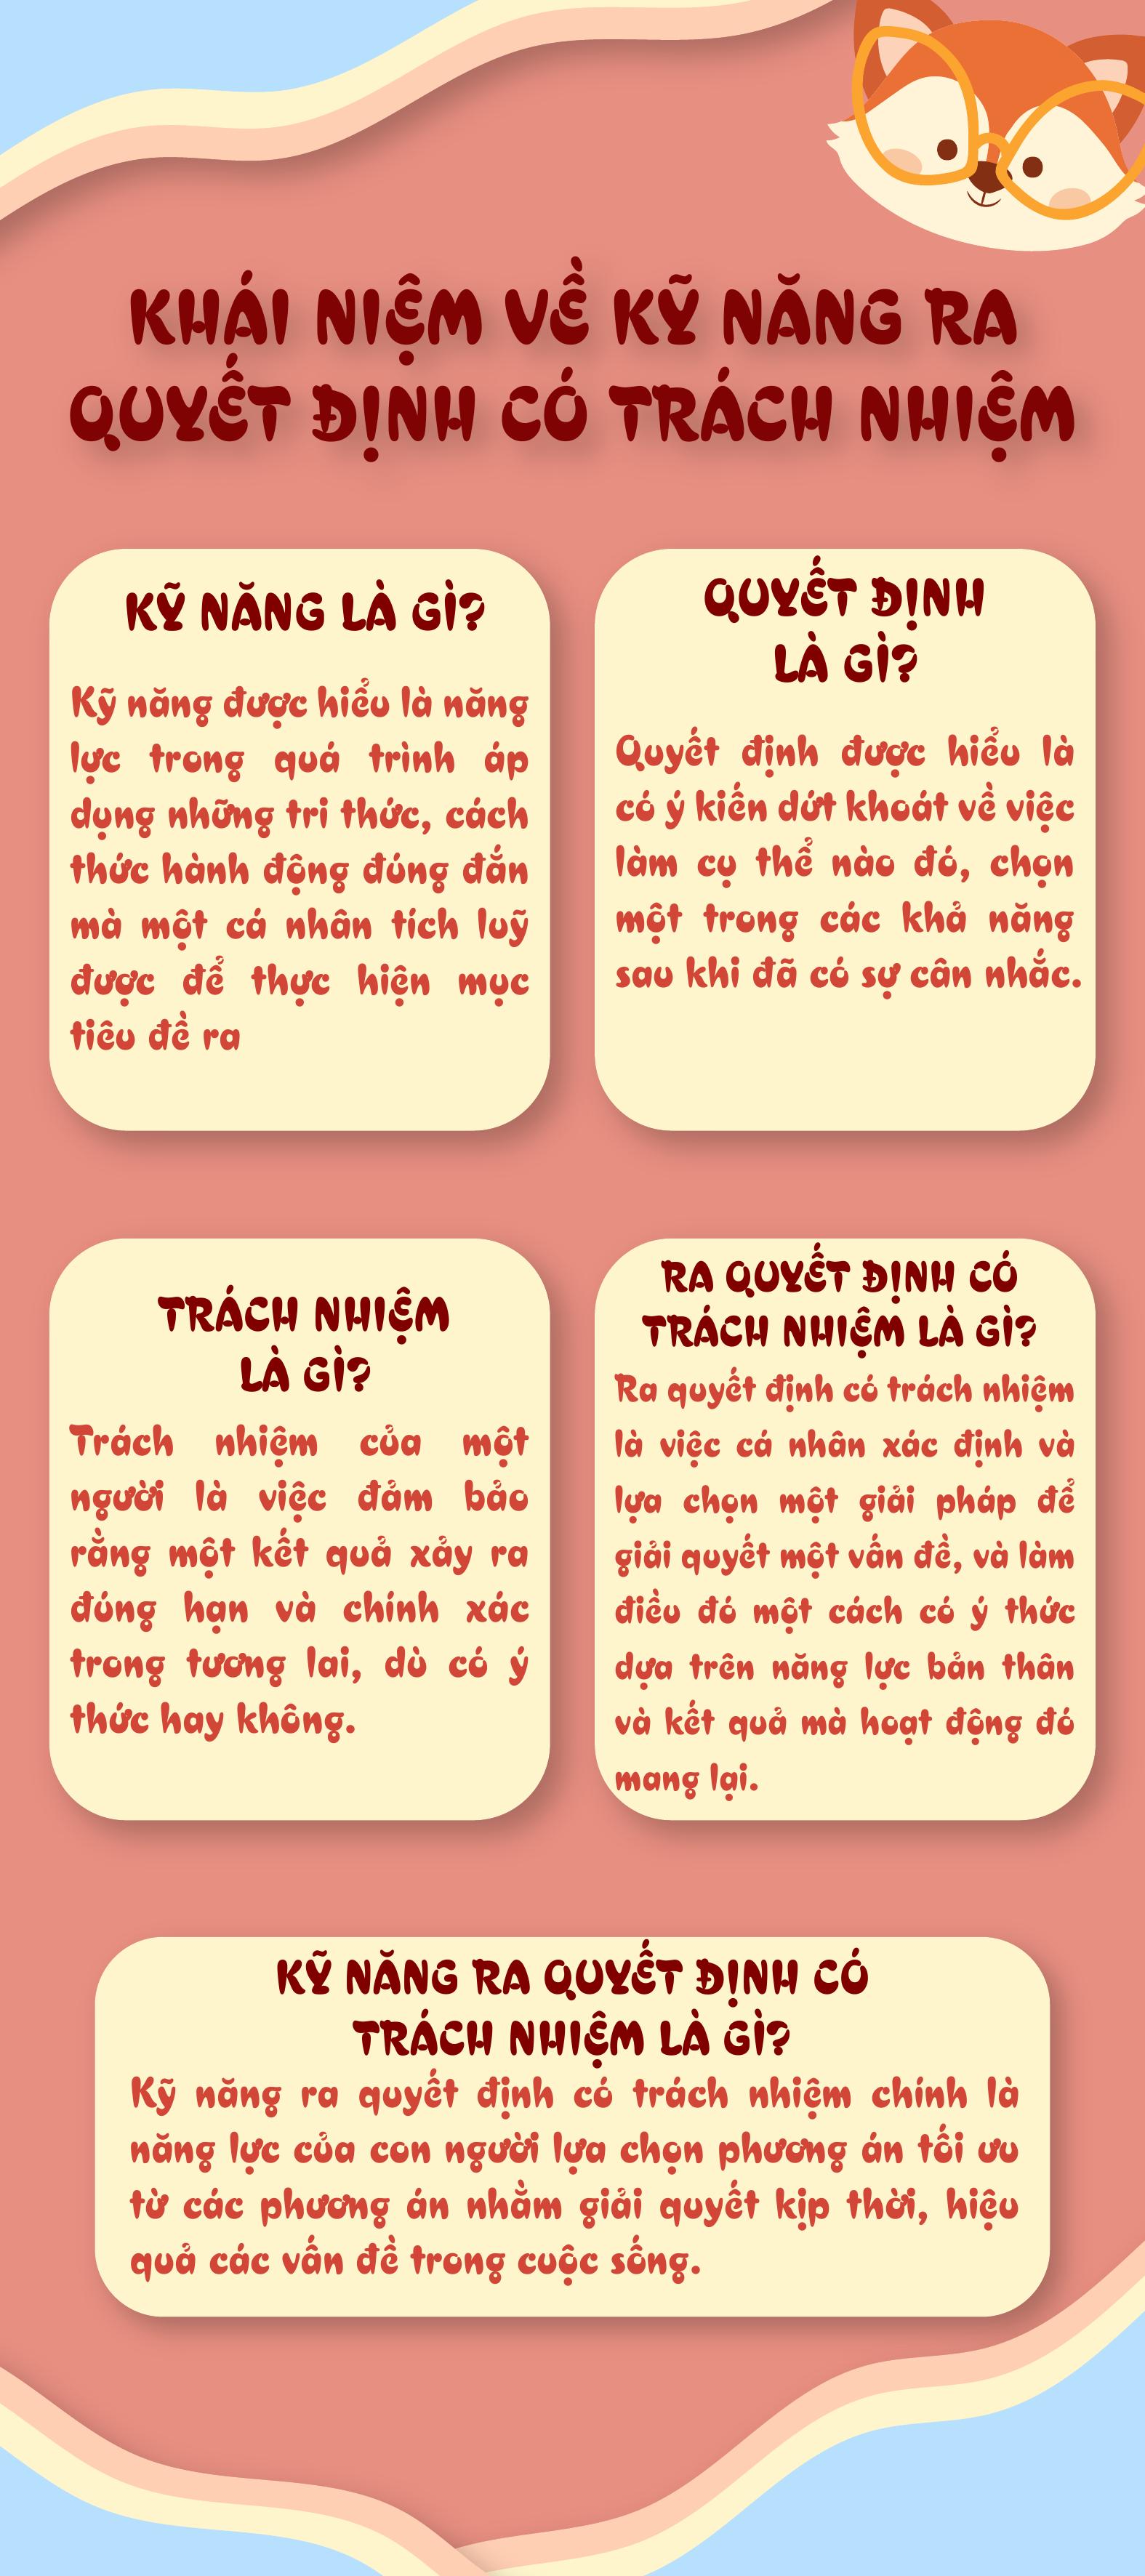 KHÁI NIỆM VỀ KỸ NĂNG RA
QUYẾT ĐỊNH CÓ TRÁCH NHIỆM
KỸ NĂNG LÀ GÌ?
Kỹ năng được hiểu là năng
lực trong quá trình áp
dụng những tri thức, cách
thức hành động đúng đắn
mà một cá nhân tích luỹ
được để thực hiện mục
tiêu đề ra
QUYẾT ĐỊNH
LÀ GÌ?
Quyết định được hiểu là
có ý kiến dứt khoát về việc
làm cụ thể nào đó, chọn
một trong các khả năng
sau khi đã có sự cân nhắc.
TRÁCH NHIỆM
LÀ GÌ?
Trách nhiệm của một
người là việc đảm bảo
rằng một kết quả xảy ra
đúng hạn và chính xác
trong tương lai, dù có ý
thức hay không.
RA QUYẾT ĐỊNH CÓ
TRÁCH NHIỆM LÀ GÌ?
Ra quyết định có trách nhiệm
là việc cá nhân xác định và
lựa chọn một giải pháp để
giải quyết một vấn đề, và làm
điều đó một cách có ý thức
dựa trên năng lực bản thân
và kết quả mà hoạt động đó
mang lại.
KỸ NĂNG RA QUYẾT ĐỊNH CÓ
TRÁCH NHIỆM LÀ GÌ?
Kỹ năng ra quyết định có trách nhiệm chính là
năng lực của con người lựa chọn phương án tối ưu
từ các phương án nhằm giải quyết kịp thời, hiệu
quả các vấn đề trong cuộc sống.